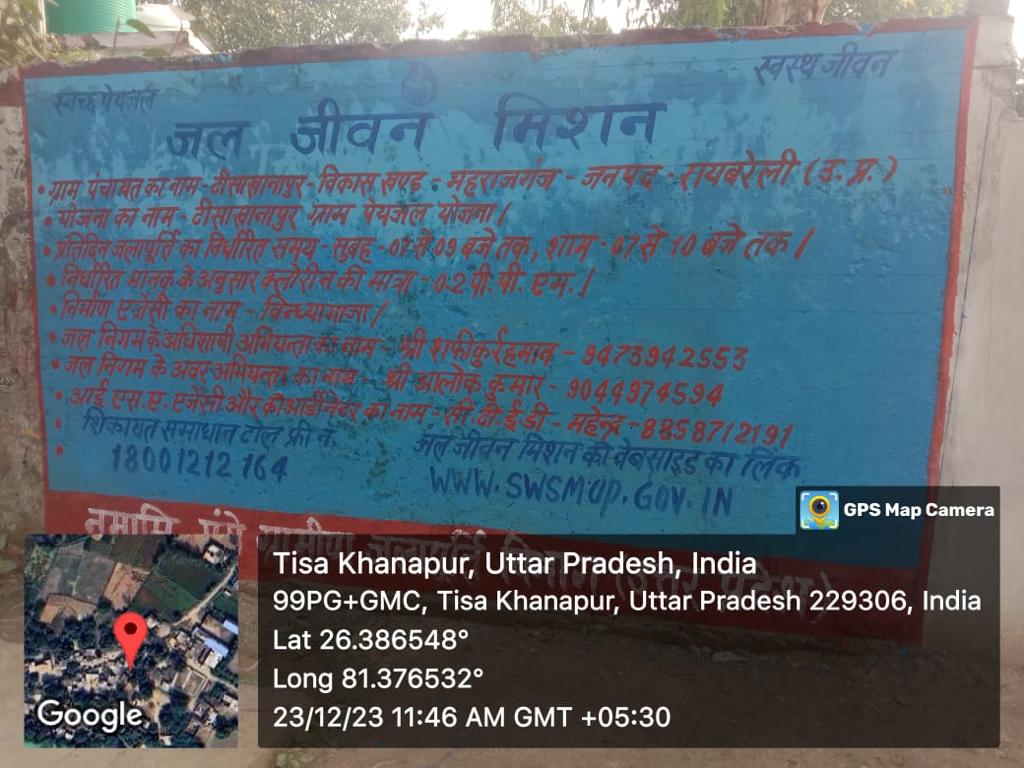 स्वच्छ पेयजल
स्वस्थ जीवन
जल जीवन मिशन
• ग्राम पंचायत का नाम - टीसाखानापुर - विकास खण्ड - महराजगंज - जनपद - रायबरेली (उ.प्र.)
• योजना का नाम - टीसाखानापुर ग्राम पेयजल योजना।
• प्रतिदिन जलापूर्ति का निर्धारित समय - सुबह - 07 से 09 बजे तक, शाम - 07 से 10 बजे तक।
• निर्धारित मानक के अनुसार क्लोरीन की मात्रा - 0.2 पी.पी.एम.।
• निर्माण एजेंसी का नाम - विन्ध्यागाजा।
• जल निगम के अधिशाषी अभियन्ता का नाम - श्री शफीकुर्रहमान - 9473942553
• जल निगम के अवर अभियन्ता का नाम - श्री आलोक कुमार - 9044974594
• आई.एस.ए. एजेंसी और कोआर्डीनेटर का नाम - सी.वी.ई.डी - महेन्द्र - 8858712191
• शिकायत समाधान टोल फ्री नं. जल जीवन मिशन की वेबसाइड का लिंक
• 18001212164 WWW.SWSMUP.GOV.IN
नमामि गंगे ग्रामीण जलापूर्ति विभाग (उत्तर प्रदेश)
GPS Map Camera
Tisa Khanapur, Uttar Pradesh, India
99PG+GMC, Tisa Khanapur, Uttar Pradesh 229306, India
Lat 26.386548°
Long 81.376532°
23/12/23 11:46 AM GMT +05:30
Google